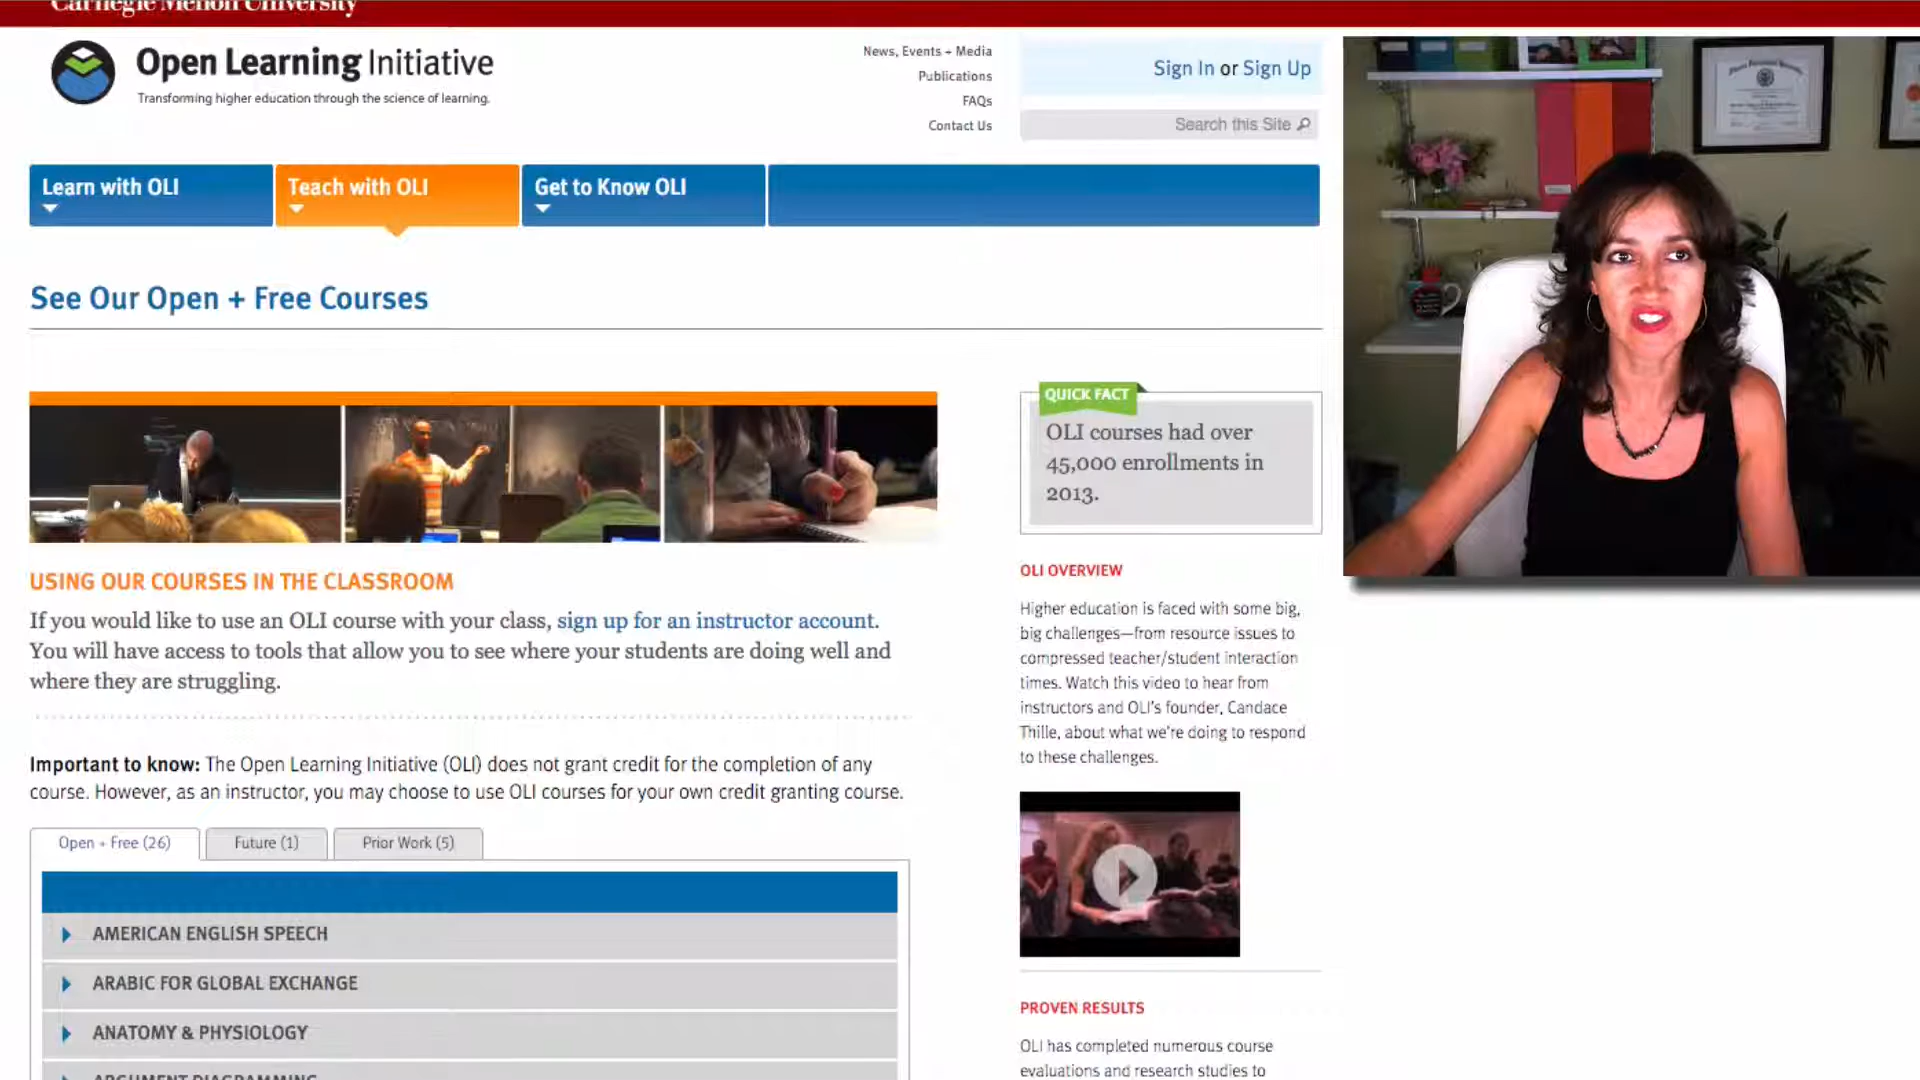 Carnegie Mellon University
Open Learning Initiative
Transforming higher education through the science of learning.
News, Events + Media
Publications
FAQs
Contact Us
Sign In or Sign Up
Search this Site
Learn with OLI
Teach with OLI
Get to Know OLI
See Our Open + Free Courses
USING OUR COURSES IN THE CLASSROOM
If you would like to use an OLI course with your class, sign up for an instructor account.
You will have access to tools that allow you to see where your students are doing well and
where they are struggling.
Important to know: The Open Learning Initiative (OLI) does not grant credit for the completion of any
course. However, as an instructor, you may choose to use OLI courses for your own credit granting course.
Open + Free (26)
Future (1)
Prior Work (5)
AMERICAN ENGLISH SPEECH
ARABIC FOR GLOBAL EXCHANGE
ANATOMY & PHYSIOLOGY
ARGUMENT DIAGRAMMING
QUICK FACT
OLI courses had over
45,000 enrollments in
2013.
OLI OVERVIEW
Higher education is faced with some big,
big challenges—from resource issues to
compressed teacher/student interaction
times. Watch this video to hear from
instructors and OLI's founder, Candace
Thille, about what we're doing to respond
to these challenges.
PROVEN RESULTS
OLI has completed numerous course
evaluations and research studies to